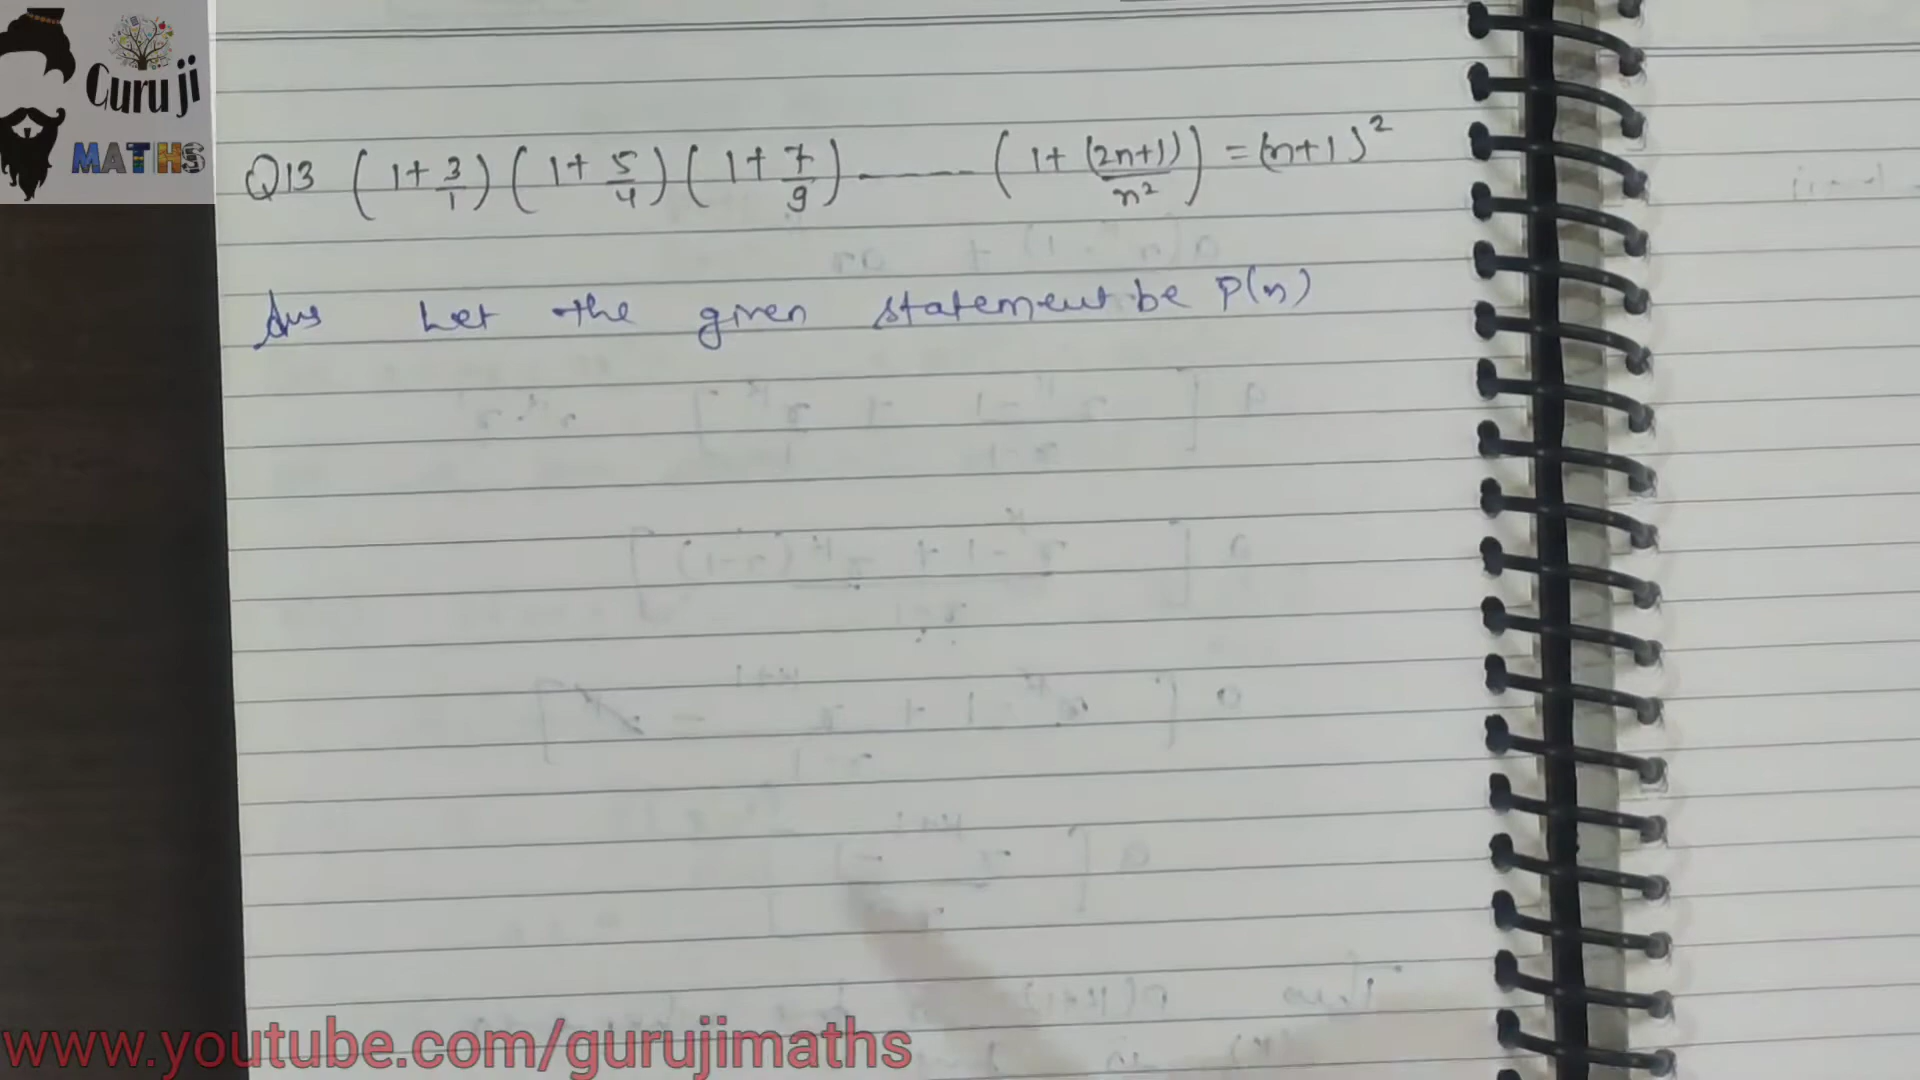 Guru ji
MATHS
Q13 (1+3/1)(1+5/4)(1+7/9)------(1+(2n+1)/n²) = (n+1)²
Ans Let the given statement be P(n)
www.youtube.com/gurujimaths